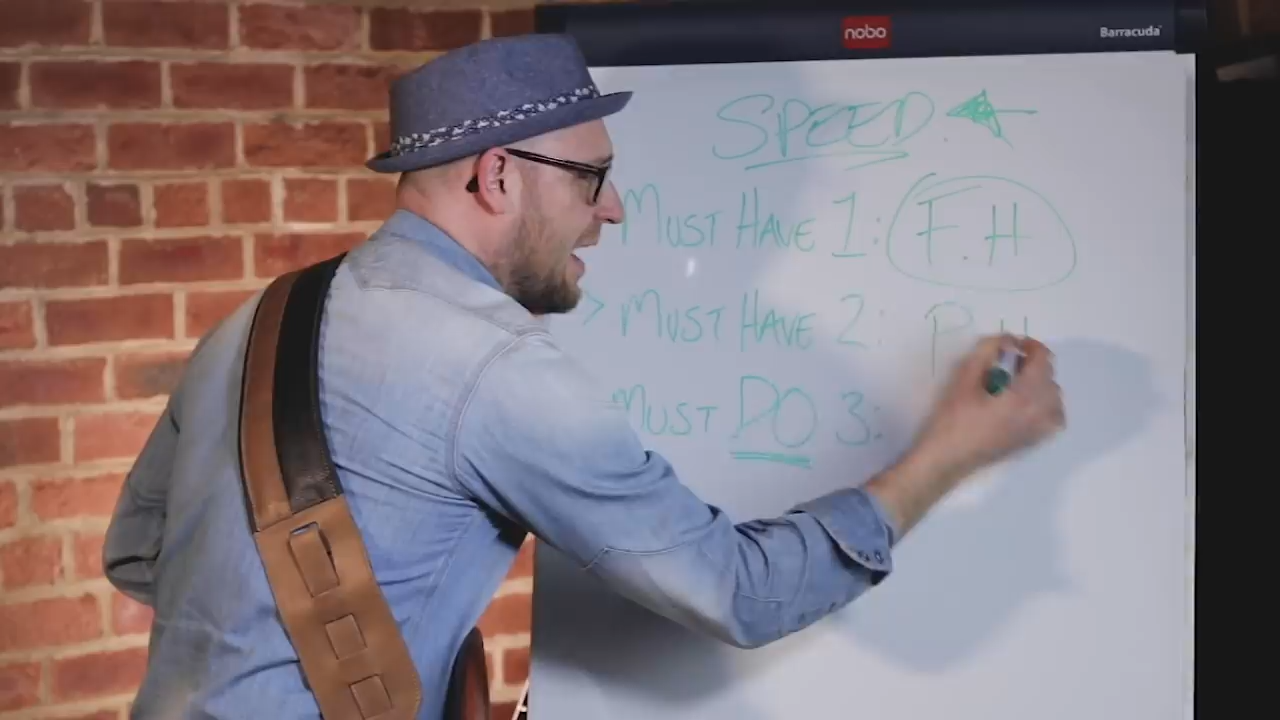 nobo
Barracuda
SPEED.
MUST HAVE 1: F.H
> MUST HAVE 2: P.H
MUST DO 3: